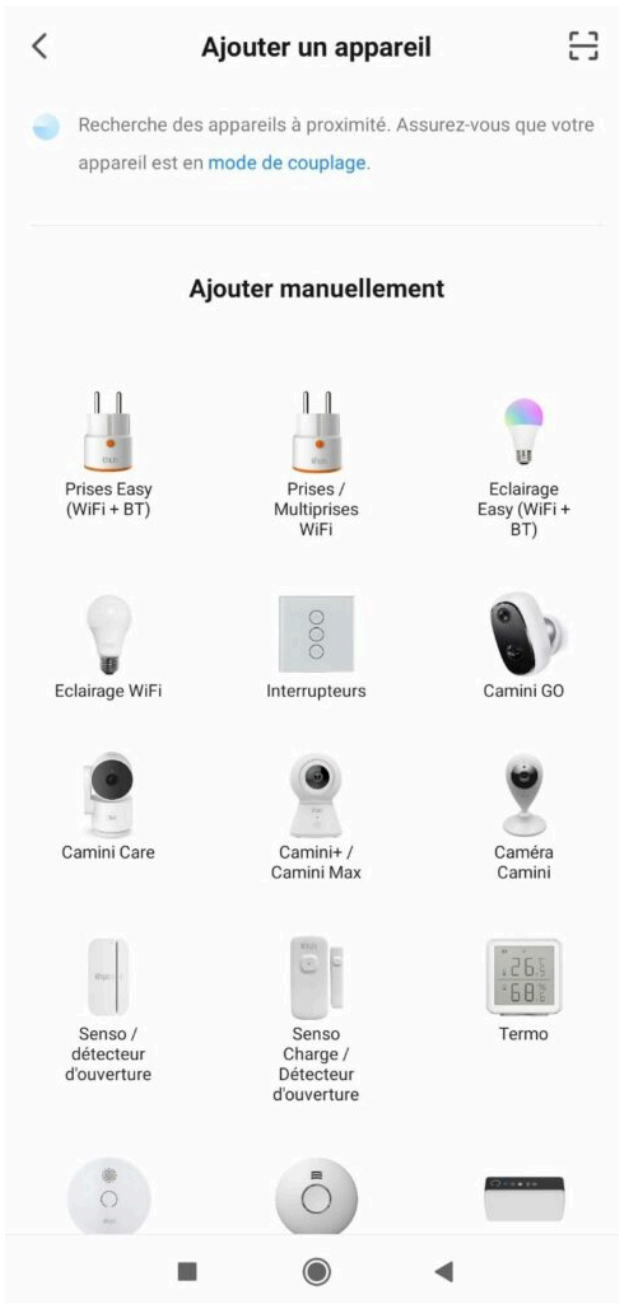 Ajouter un appareil
Recherche des appareils à proximité. Assurez-vous que votre
appareil est en mode de couplage.
Ajouter manuellement
Prises Easy
(WiFi + BT)
Prises /
Multiprises
WiFi
Eclairage
Easy (WiFi +
BT)
Eclairage WiFi
Interrupteurs
Camini GO
Camini Care
Camini+ /
Camini Max
Caméra
Camini
Senso /
détecteur
d'ouverture
Senso
Charge /
Détecteur
d'ouverture
26.
68
Termo